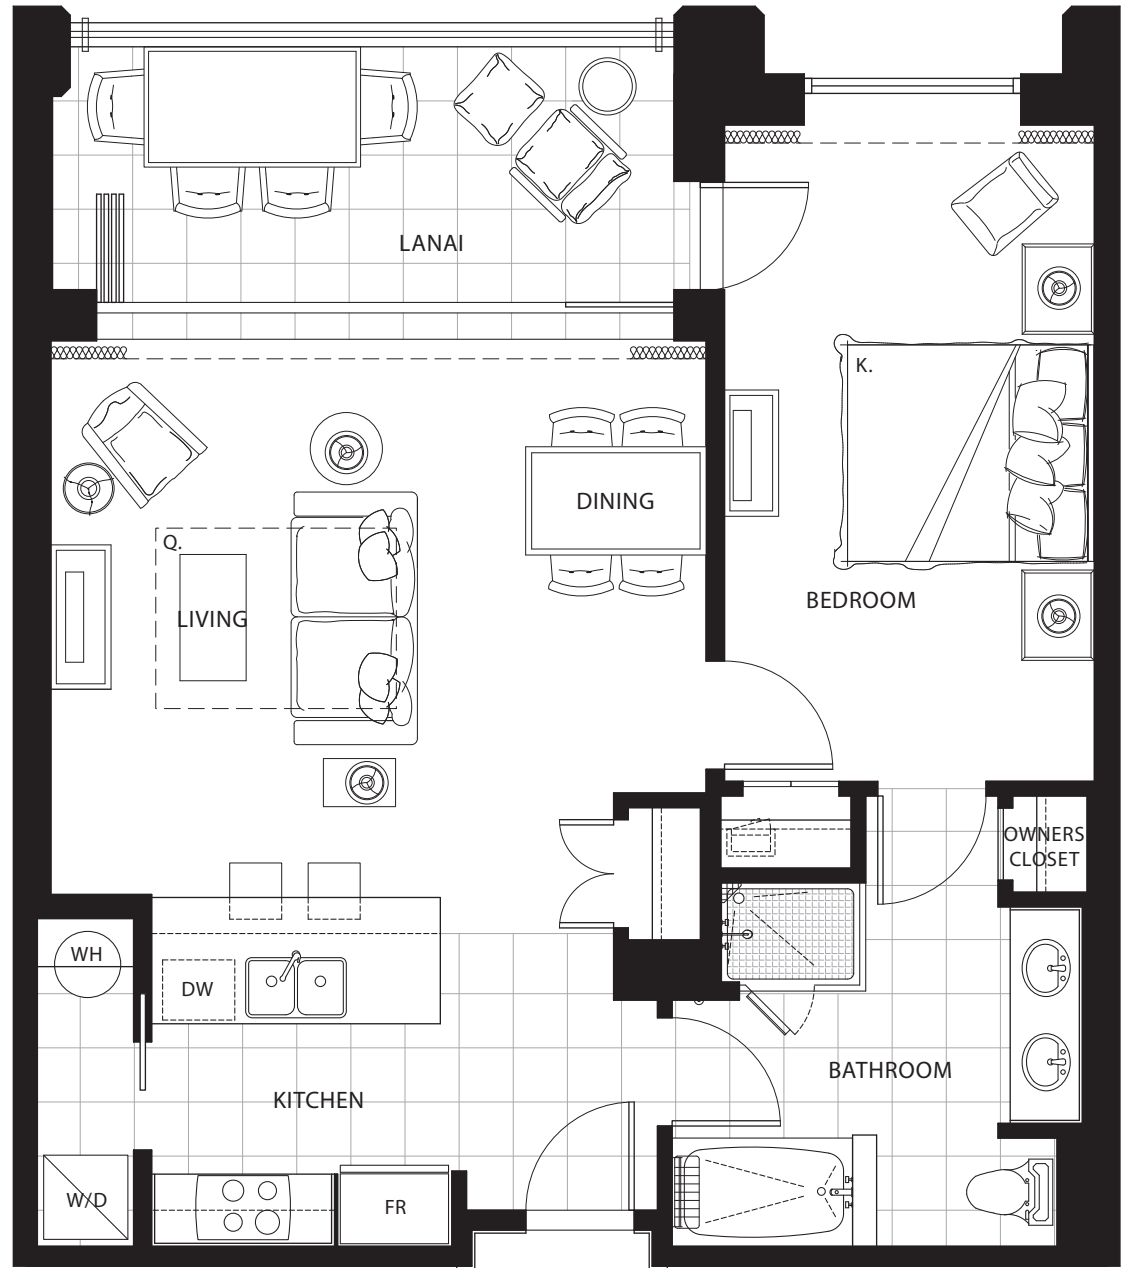 LANAI
K.
DINING
Q.
LIVING
BEDROOM
OWNERS
CLOSET
WH
DW
BATHROOM
KITCHEN
W/D
FR